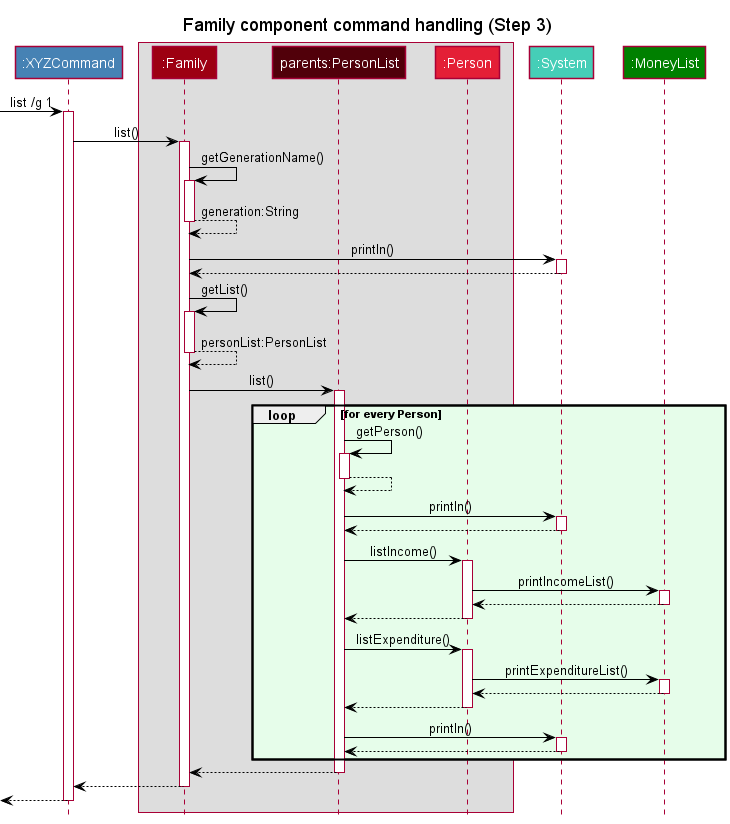 Family component command handling (Step 3)
:XYZCommand
:Family
parents:PersonList
:Person
:System
:MoneyList
list /g 1
list()
getGenerationName()
generation:String
println()
getList()
personList:PersonList
list()
loop
[for every Person]
getPerson()
println()
listIncome()
printIncomeList()
listExpenditure()
printExpenditureList()
println()